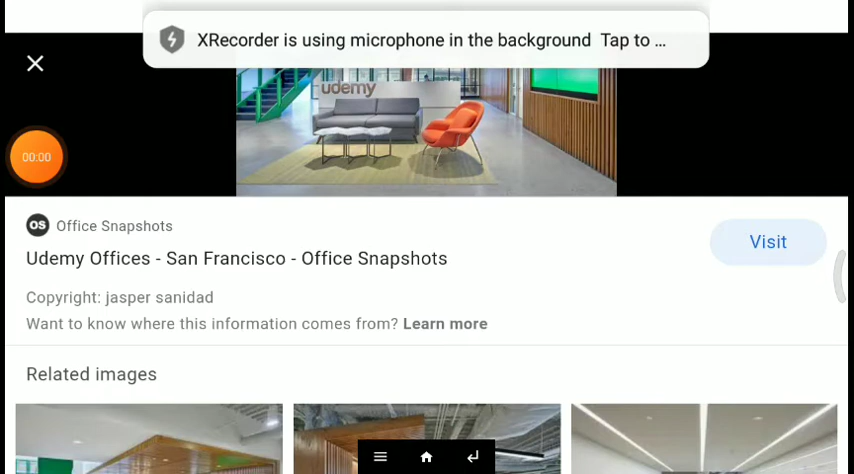 XRecorder is using microphone in the background Tap to ...
udemy
00:00
OS Office Snapshots
Visit
Udemy Offices - San Francisco - Office Snapshots
Copyright: jasper sanidad
Want to know where this information comes from? Learn more
Related images